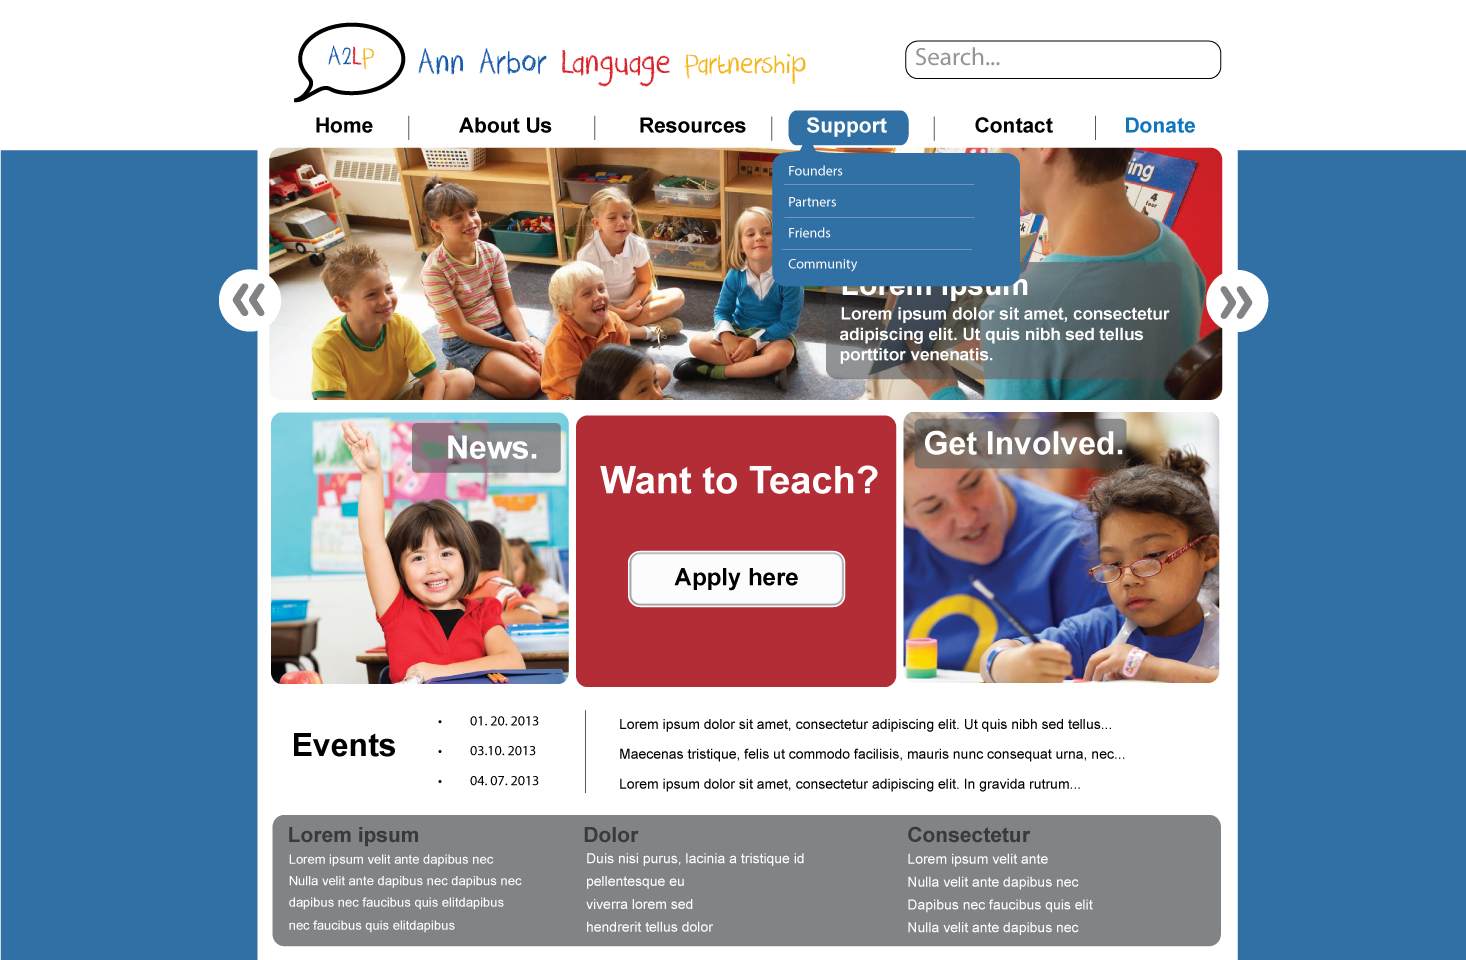 A2LP
Ann Arbor Language Partnership
Search...
Home
About Us
Resources
Support
Contact
Donate
Founders
Partners
Friends
Community
ing
4
four
Lorem ipsum
Lorem ipsum dolor sit amet, consectetur
adipiscing elit. Ut quis nibh sed tellus
porttitor venenatis.
News.
Want to Teach?
Apply here
Get Involved.
Events
• 01. 20. 2013
• 03.10. 2013
• 04. 07. 2013
Lorem ipsum dolor sit amet, consectetur adipiscing elit. Ut quis nibh sed tellus...
Maecenas tristique, felis ut commodo facilisis, mauris nunc consequat urna, nec...
Lorem ipsum dolor sit amet, consectetur adipiscing elit. In gravida rutrum...
Lorem ipsum
Lorem ipsum velit ante dapibus nec
Nulla velit ante dapibus nec dapibus nec
dapibus nec faucibus quis elitdapibus
nec faucibus quis elitdapibus
Dolor
Duis nisi purus, lacinia a tristique id
pellentesque eu
viverra lorem sed
hendrerit tellus dolor
Consectetur
Lorem ipsum velit ante
Nulla velit ante dapibus nec
Dapibus nec faucibus quis elit
Nulla velit ante dapibus nec